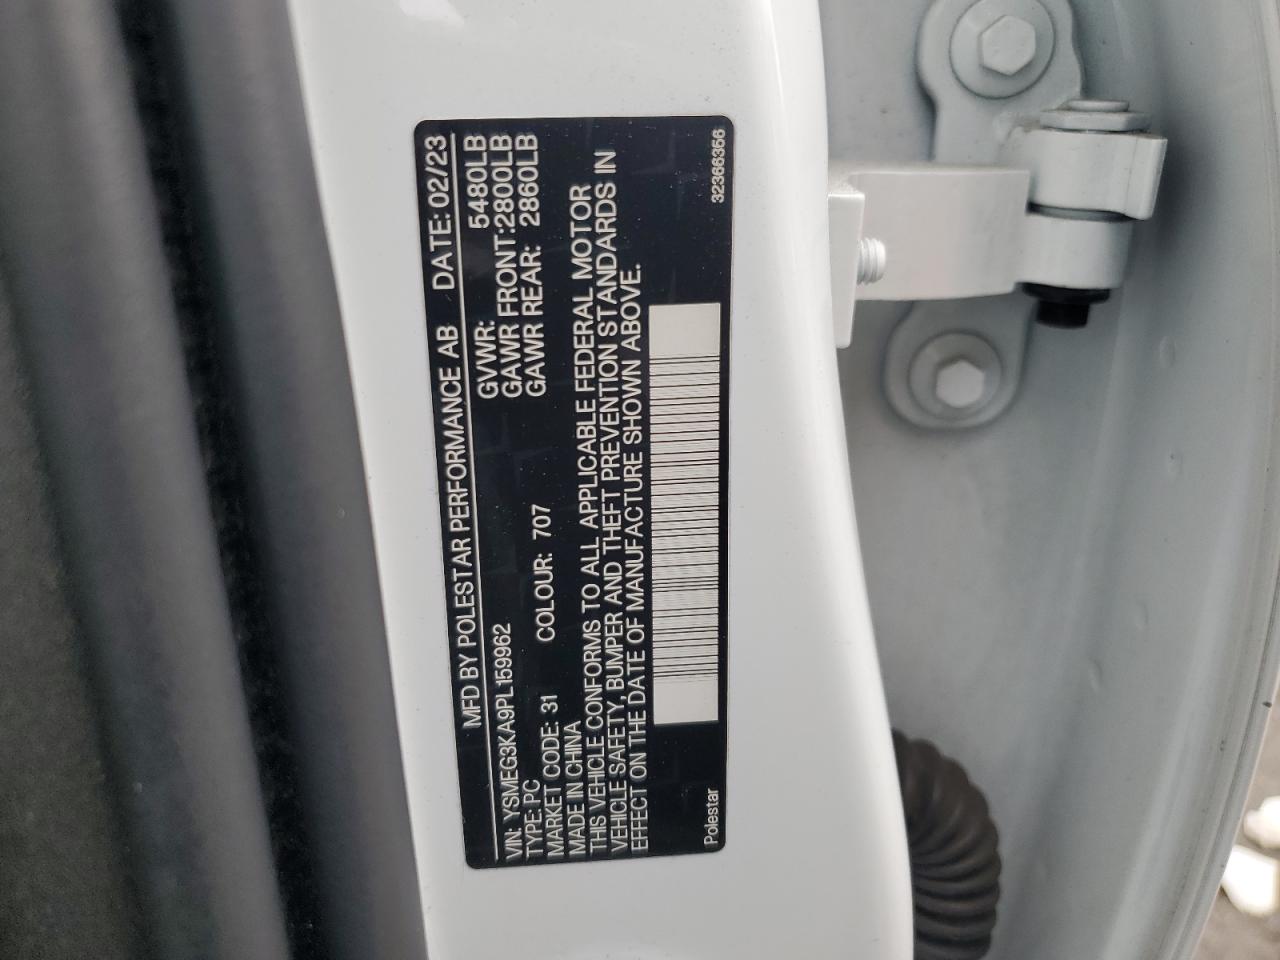 MFD BY POLESTAR PERFORMANCE AB DATE: 02/23
GVWR: 5480LB
VIN: YSMEG3KA9PL159962 GAWR FRONT:2800LB
TYPE: PC GAWR REAR: 2860LB
MARKET CODE: 31 COLOUR: 707
MADE IN CHINA
THIS VEHICLE CONFORMS TO ALL APPLICABLE FEDERAL MOTOR
VEHICLE SAFETY, BUMPER AND THEFT PREVENTION STANDARDS IN
EFFECT ON THE DATE OF MANUFACTURE SHOWN ABOVE.
Polestar 32366356